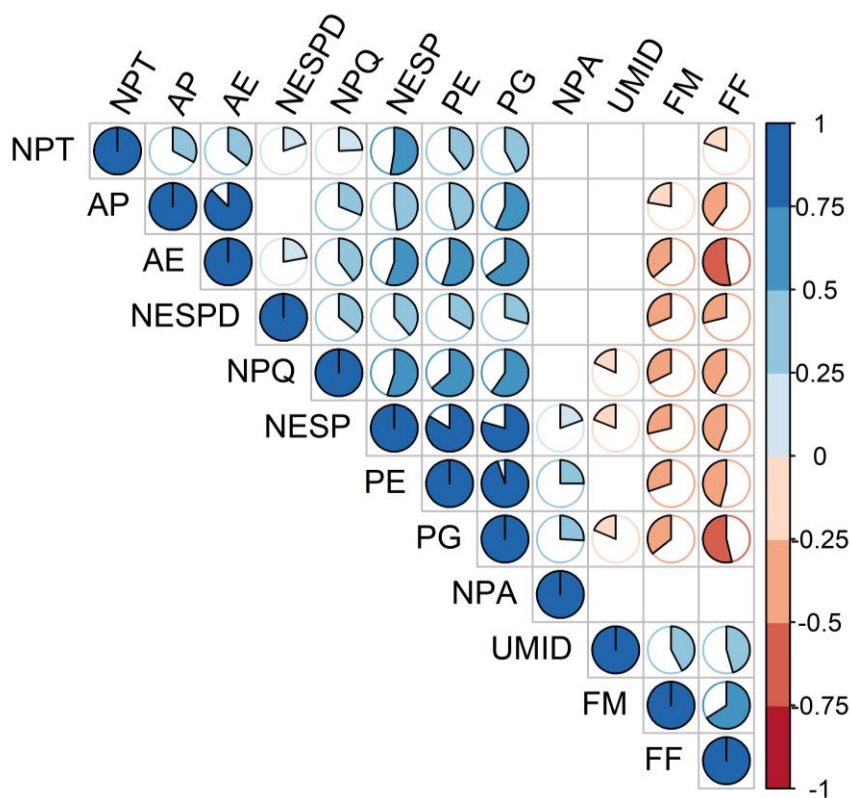 NPT AP AE NESPD NPQ NESP PE PG NPA UMID FM FF
NPT
AP
AE
NESPD
NPQ
NESP
PE
PG
NPA
UMID
FM
FF
1
0.75
0.5
0.25
0
-0.25
-0.5
-0.75
-1